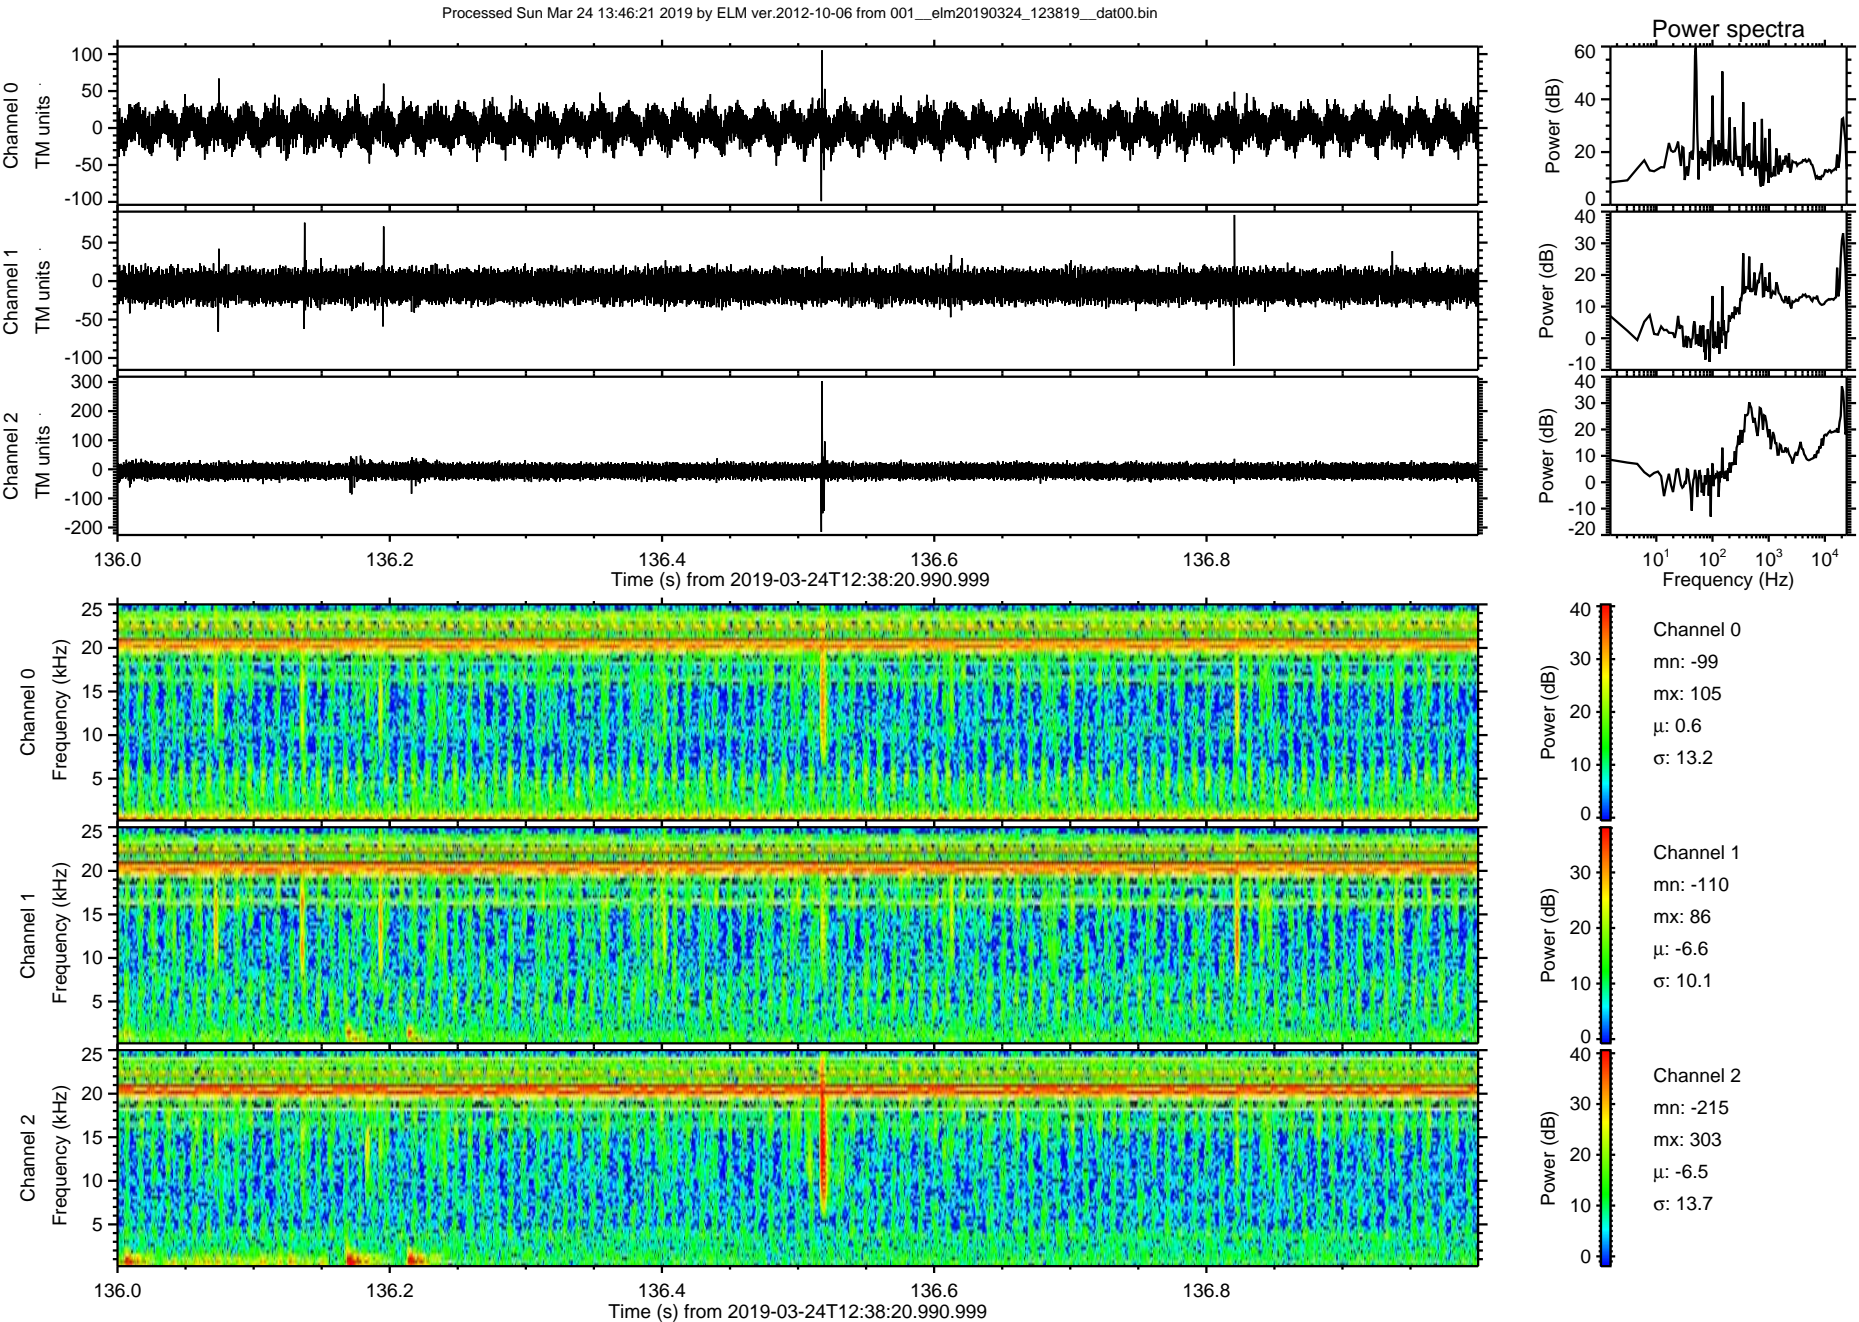 Processed Sun Mar 24 13:46:21 2019 by ELM ver.2012-10-06 from 001__elm20190324_123819__dat00.bin
Power spectra
Channel 0
TM units
100
50
0
-50
-100
Power (dB)
60
40
20
0
Channel 1
TM units
50
0
-50
-100
Power (dB)
40
30
20
10
0
-10
Channel 2
TM units
300
200
100
0
-100
-200
Power (dB)
40
30
20
10
0
-10
-20
136.0 136.2 136.4 136.6 136.8
Time (s) from 2019-03-24T12:38:20.990.999
10^1 10^2 10^3 10^4
Frequency (Hz)
Channel 0
Frequency (kHz)
25
20
15
10
5
Power (dB)
40
30
20
10
0
Channel 0
mn: -99
mx: 105
μ: 0.6
σ: 13.2
Channel 1
Frequency (kHz)
25
20
15
10
5
Power (dB)
30
20
10
0
Channel 1
mn: -110
mx: 86
μ: -6.6
σ: 10.1
Channel 2
Frequency (kHz)
25
20
15
10
5
Power (dB)
40
30
20
10
0
Channel 2
mn: -215
mx: 303
μ: -6.5
σ: 13.7
136.0 136.2 136.4 136.6 136.8
Time (s) from 2019-03-24T12:38:20.990.999